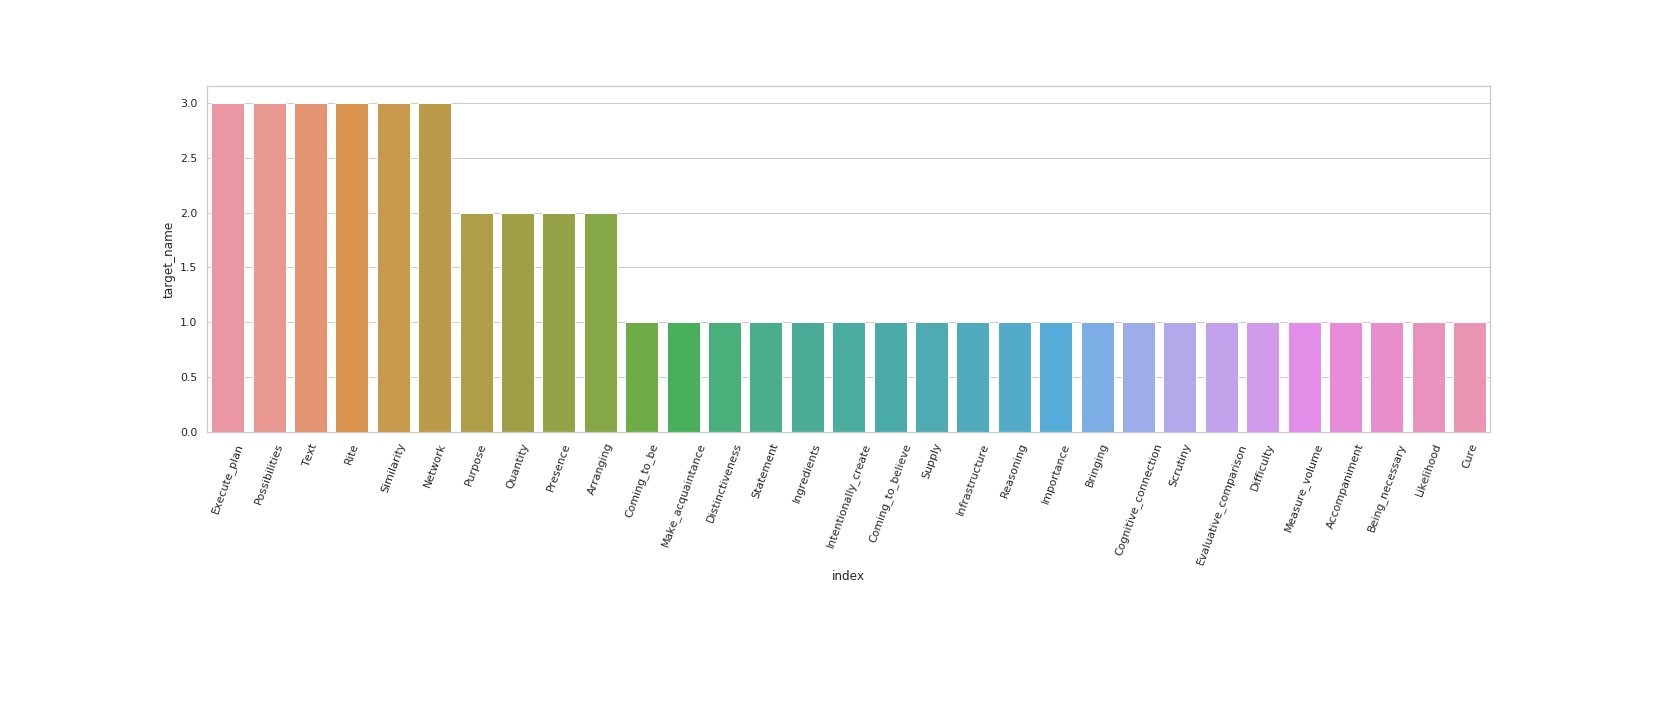 3.0
2.5
2.0
1.5
1.0
0.5
0.0
target_name
Execute_plan
Possibilities
Text
Rite
Similarity
Network
Purpose
Quantity
Presence
Arranging
Coming_to_be
Make_acquaintance
Distinctiveness
Statement
Ingredients
Intentionally_create
Coming_to_believe
Supply
Infrastructure
Reasoning
Importance
Bringing
Cognitive_connection
Scrutiny
Evaluative_comparison
Difficulty
Measure_volume
Accompaniment
Being_necessary
Likelihood
Cure
index